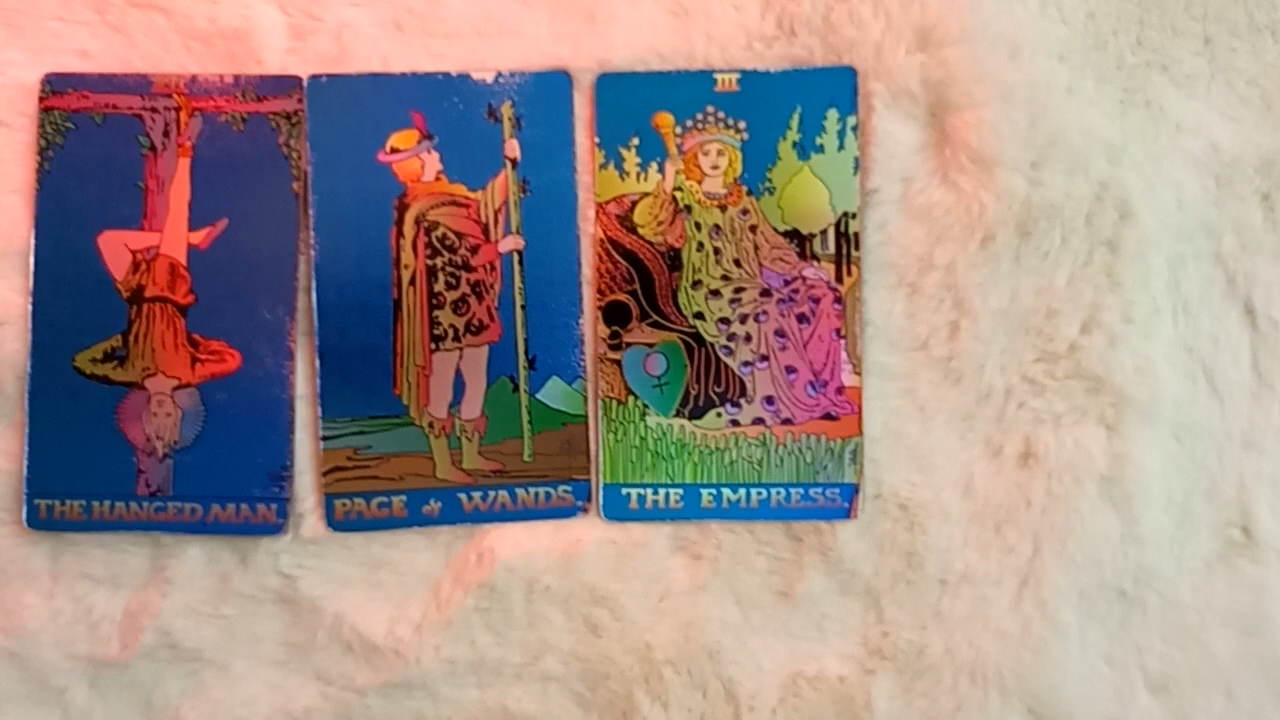 THE HANGED MAN.
PAGE of WANDS.
III
THE EMPRESS.